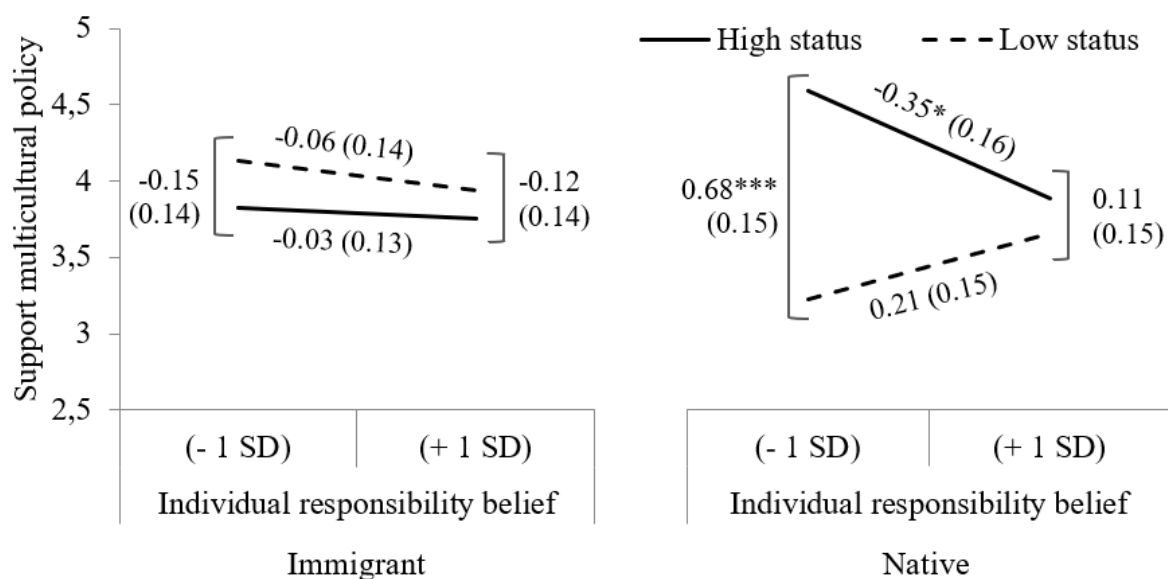 Support multicultural policy
5
4,5
4
3,5
3
2,5
High status
Low status
-0.06 (0.14)
-0.15
(0.14)
-0.12
(0.14)
-0.03 (0.13)
-0.35* (0.16)
0.68***
(0.15)
0.11
(0.15)
0.21 (0.15)
(- 1 SD)
(+ 1 SD)
(- 1 SD)
(+ 1 SD)
Individual responsibility belief
Individual responsibility belief
Immigrant
Native